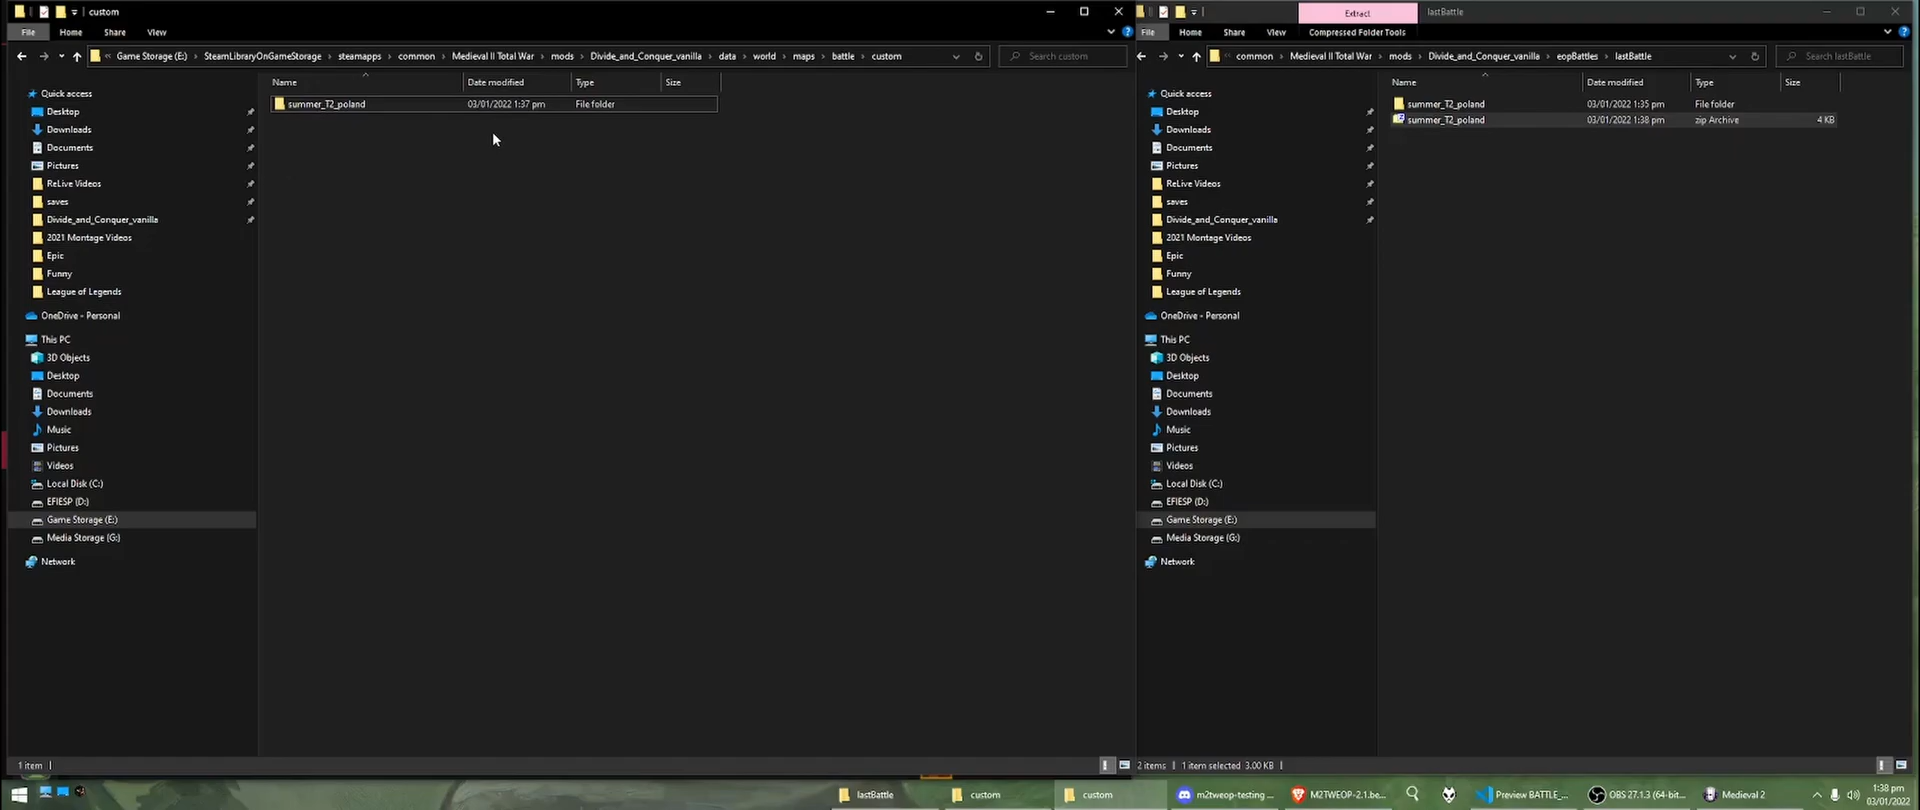 custom
File Home Share View
Game Storage (E:) SteamLibraryOnGameStorage steamapps common Medieval II Total War mods Divide_and_Conquer_vanilla data world maps battle custom Search custom
Name Date modified Type Size
summer_T2_poland 03/01/2022 1:37 pm File folder
Quick access
Desktop
Downloads
Documents
Pictures
ReLive Videos
saves
Divide_and_Conquer_vanilla
2021 Montage Videos
Epic
Funny
League of Legends
OneDrive - Personal
This PC
3D Objects
Desktop
Documents
Downloads
Music
Pictures
Videos
Local Disk (C:)
EFIESP (D:)
Game Storage (E:)
Media Storage (G:)
Network
1 item
Extract lastBattle
File Home Share View Compressed Folder Tools
common Medieval II Total War mods Divide_and_Conquer_vanilla eopBattles lastBattle Search lastBattle
Name Date modified Type Size
summer_T2_poland 03/01/2022 1:35 pm File folder
summer_T2_poland 03/01/2022 1:38 pm zip Archive 4 KB
Quick access
Desktop
Downloads
Documents
Pictures
ReLive Videos
saves
Divide_and_Conquer_vanilla
2021 Montage Videos
Epic
Funny
League of Legends
OneDrive - Personal
This PC
3D Objects
Desktop
Documents
Downloads
Music
Pictures
Videos
Local Disk (C:)
EFIESP (D:)
Game Storage (E:)
Media Storage (G:)
Network
2 items 1 item selected 3.00 KB
lastBattle custom custom m2tweop-testing ... M2TWEOP-2.1.be... Preview BATTLE_... OBS 27.1.3 (64-bit... Medieval 2 1:38 pm
03/01/2022